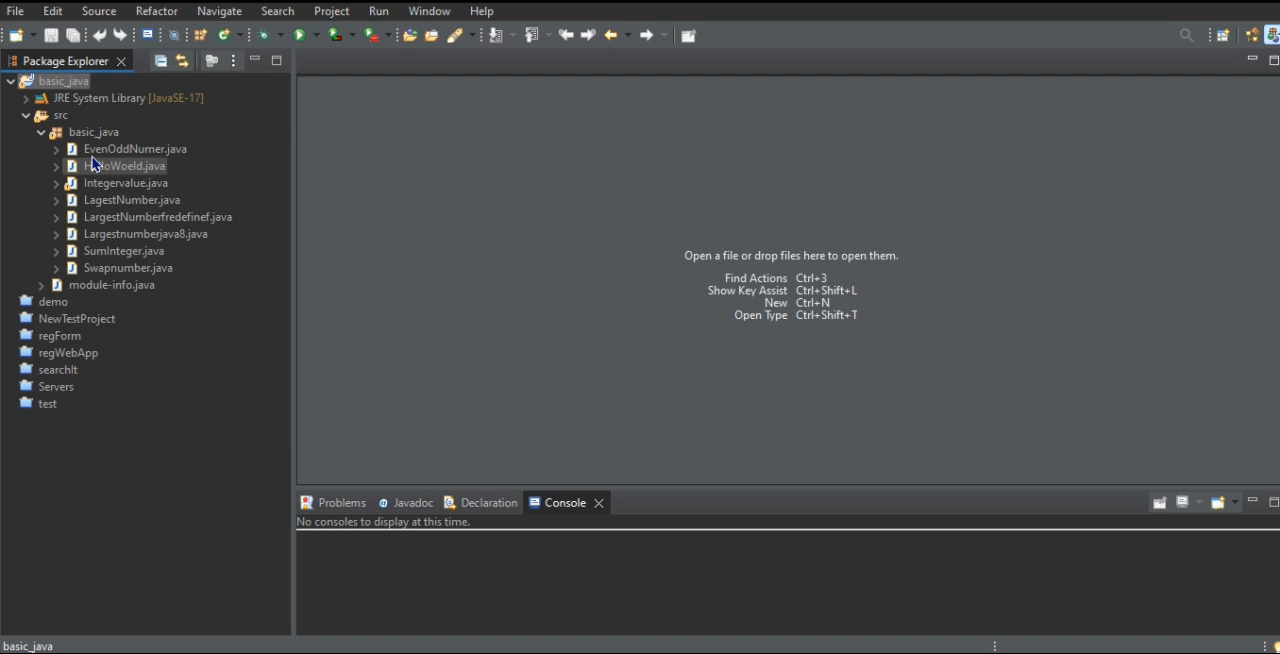 File Edit Source Refactor Navigate Search Project Run Window Help
Package Explorer
basic_java
JRE System Library [JavaSE-17]
src
basic_java
EvenOddNumer.java
Integervalue.java
LagestNumber.java
LargestNumberfredefinef.java
Largestnumberjava8.java
SumInteger.java
Swapnumber.java
module-info.java
demo
NewTestProject
regForm
regWebApp
searchIt
Servers
test
Open a file or drop files here to open them.
Find Actions Ctrl+3
Show Key Assist Ctrl+Shift+L
New Ctrl+N
Open Type Ctrl+Shift+T
Problems Javadoc Declaration Console
No consoles to display at this time.
basic_java